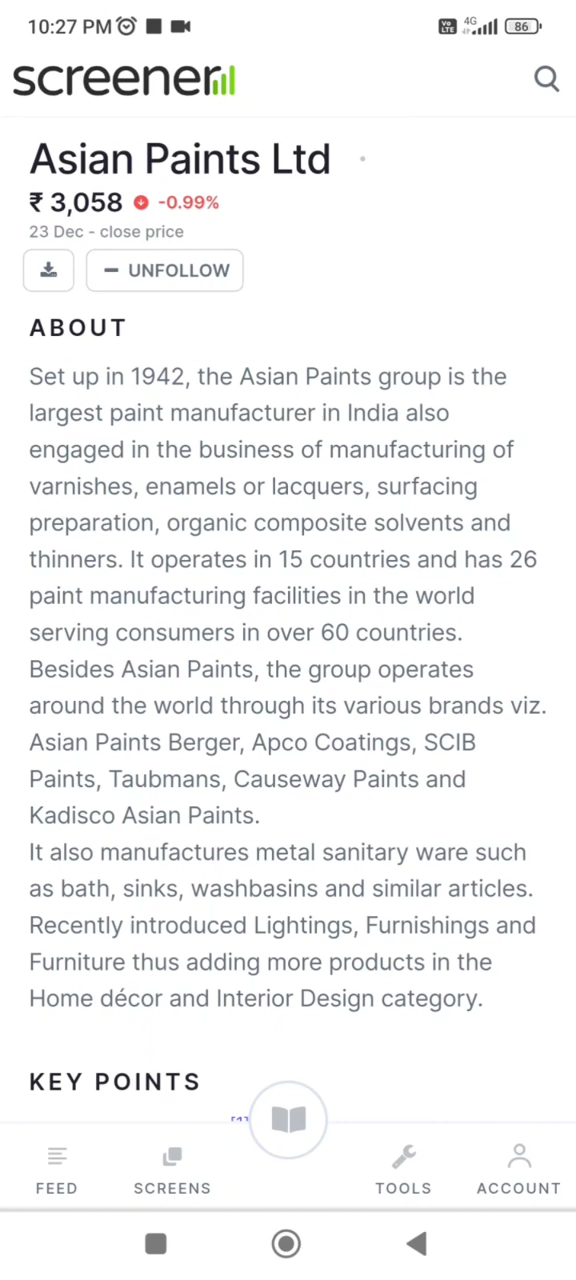 10:27 PM
Vo LTE 4G 86
screener
Asian Paints Ltd
₹ 3,058 -0.99%
23 Dec - close price
UNFOLLOW
ABOUT
Set up in 1942, the Asian Paints group is the
largest paint manufacturer in India also
engaged in the business of manufacturing of
varnishes, enamels or lacquers, surfacing
preparation, organic composite solvents and
thinners. It operates in 15 countries and has 26
paint manufacturing facilities in the world
serving consumers in over 60 countries.
Besides Asian Paints, the group operates
around the world through its various brands viz.
Asian Paints Berger, Apco Coatings, SCIB
Paints, Taubmans, Causeway Paints and
Kadisco Asian Paints.
It also manufactures metal sanitary ware such
as bath, sinks, washbasins and similar articles.
Recently introduced Lightings, Furnishings and
Furniture thus adding more products in the
Home décor and Interior Design category.
KEY POINTS
FEED SCREENS TOOLS ACCOUNT